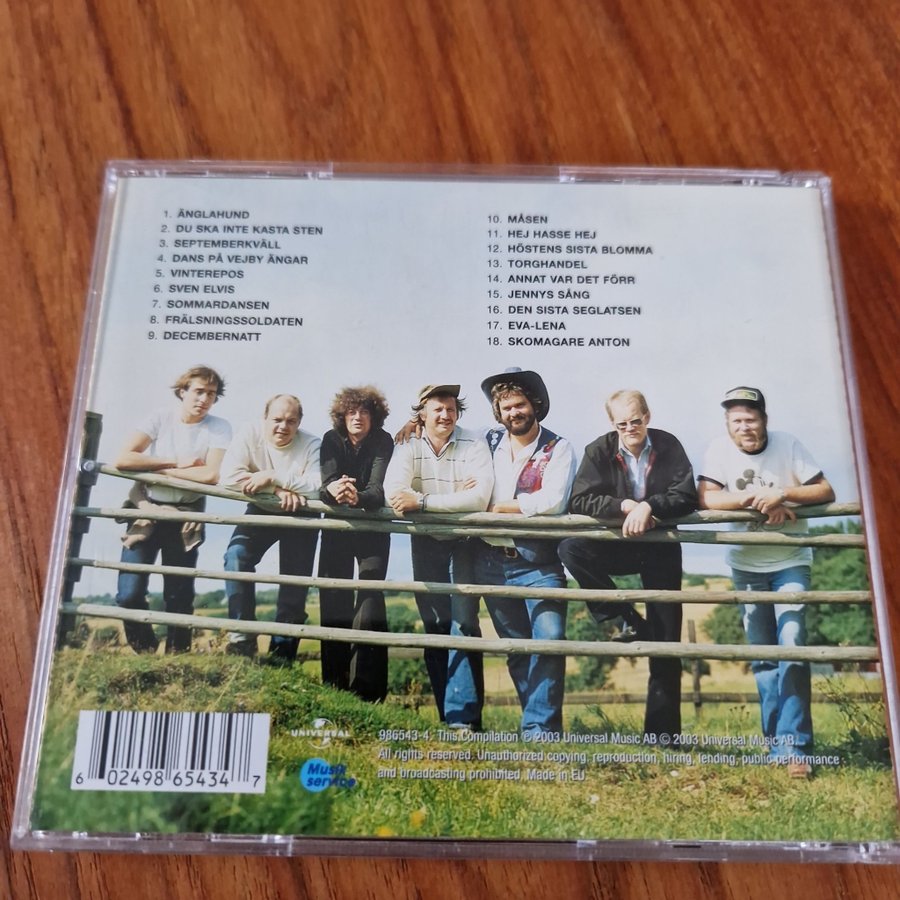 1. ÄNGLAHUND
2. DU SKA INTE KASTA STEN
3. SEPTEMBERKVÄLL
4. DANS PÅ VEJBY ÄNGAR
5. VINTEREPOS
6. SVEN ELVIS
7. SOMMARDANSEN
8. FRÄLSNINGSSOLDATEN
9. DECEMBERNATT
10. MÅSEN
11. HEJ HASSE HEJ
12. HÖSTENS SISTA BLOMMA
13. TORGHANDEL
14. ANNAT VAR DET FÖRR
15. JENNYS SÅNG
16. DEN SISTA SEGLATSEN
17. EVA-LENA
18. SKOMAGARE ANTON
6 02498 65434 7
UNIVERSAL
Musik
service
986543-4. This Compilation ℗ 2003 Universal Music AB © 2003 Universal Music AB.
All rights reserved. Unauthorized copying, reproduction, hiring, lending, public performance
and broadcasting prohibited. Made in EU.